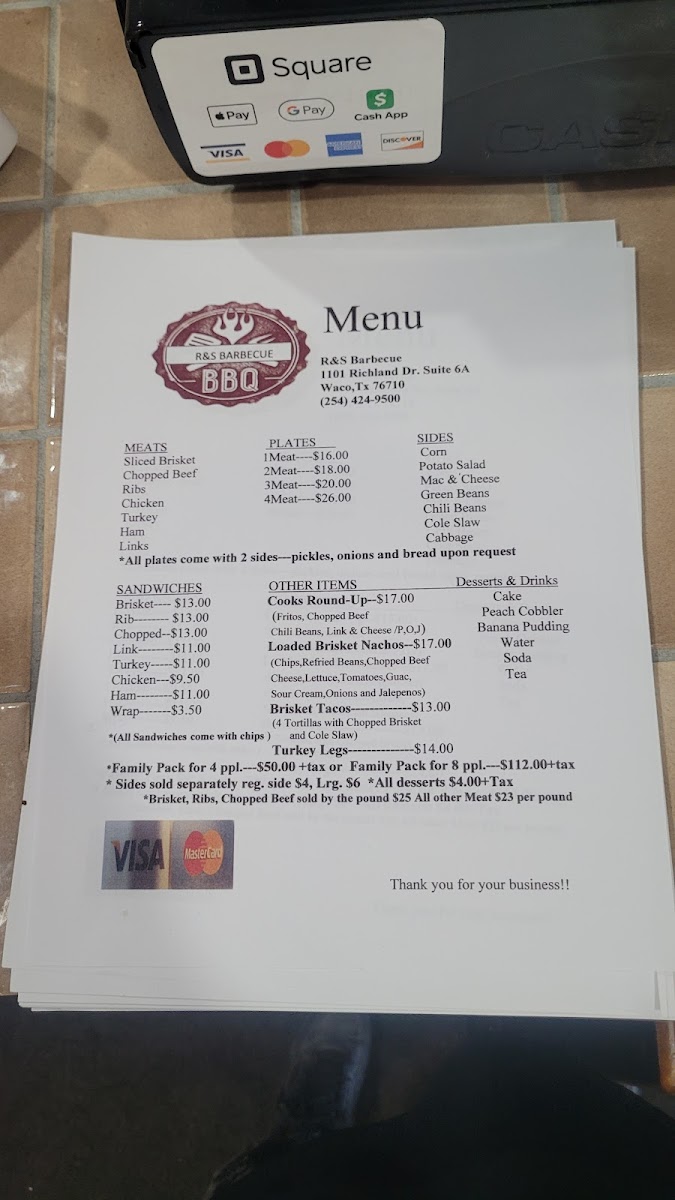 Square
Pay
G Pay
$
Cash App
VISA
DISCOVER
CAS
Menu
R&S BARBECUE
BBQ
R&S Barbecue
1101 Richland Dr. Suite 6A
Waco,Tx 76710
(254) 424-9500
MEATS
Sliced Brisket
Chopped Beef
Ribs
Chicken
Turkey
Ham
Links
PLATES
1Meat----$16.00
2Meat----$18.00
3Meat----$20.00
4Meat----$26.00
SIDES
Corn
Potato Salad
Mac &'Cheese
Green Beans
Chili Beans
Cole Slaw
Cabbage
*All plates come with 2 sides---pickles, onions and bread upon request
SANDWICHES
Brisket---- $13.00
Rib-------- $13.00
Chopped--$13.00
Link--------$11.00
Turkey-----$11.00
Chicken---$9.50
Ham--------$11.00
Wrap-------$3.50
*(All Sandwiches come with chips )
OTHER ITEMS
Cooks Round-Up--$17.00
(Fritos, Chopped Beef
Chili Beans, Link & Cheese /P,O,J)
Loaded Brisket Nachos--$17.00
(Chips,Refried Beans,Chopped Beef
Cheese,Lettuce,Tomatoes,Guac,
Sour Cream,Onions and Jalepenos)
Brisket Tacos--------------$13.00
(4 Tortillas with Chopped Brisket
and Cole Slaw)
Turkey Legs---------------$14.00
Desserts & Drinks
Cake
Peach Cobbler
Banana Pudding
Water
Soda
Tea
*Family Pack for 4 ppl.---$50.00 +tax or Family Pack for 8 ppl.---$112.00+tax
* Sides sold separately reg. side $4, Lrg. $6 *All desserts $4.00+Tax
*Brisket, Ribs, Chopped Beef sold by the pound $25 All other Meat $23 per pound
VISA
MasterCard
Thank you for your business!!